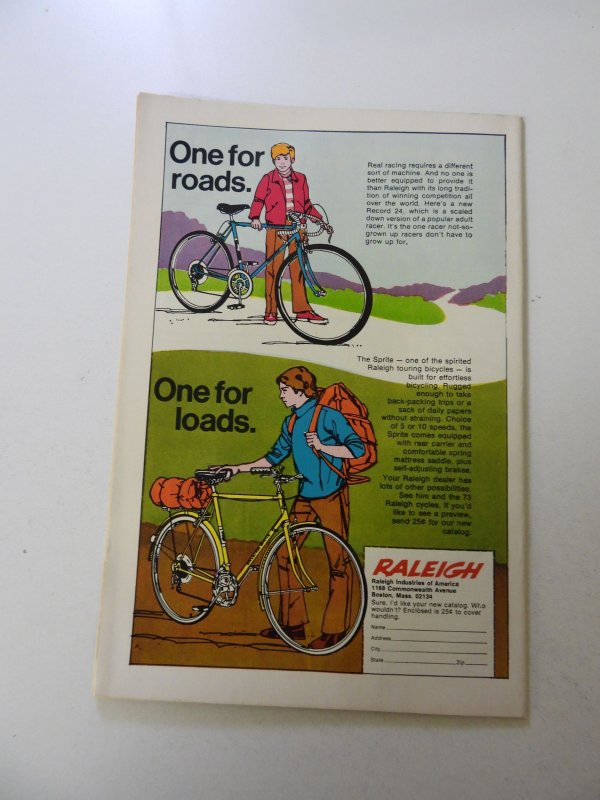 One for
roads.
Real racing requires a different
sort of machine. And no one is
better equipped to provide it
than Raleigh with its long tradi-
tion of winning competition all
over the world. Here's a new
Record 24, which is a scaled
down version of a popular adult
racer. It's the one racer not-so-
grown up racers don't have to
grow up for.
The Sprite — one of the spirited
Raleigh touring bicycles — is
built for effortless
bicycling. Rugged
enough to take
back-packing trips or a
sack of daily papers
without straining. Choice
of 5 or 10 speeds, the
Sprite comes equipped
with rear carrier and
comfortable spring
mattress saddle, plus
self-adjusting brakes.
One for
loads.
Your Raleigh dealer has
lots of other possibilities.
See him and the 73
Raleigh cycles. If you'd
like to see a preview,
send 25¢ for our new
catalog.
RALEIGH
Raleigh Industries of America
1168 Commonwealth Avenue
Boston, Mass. 02134
Sure. I'd like your new catalog. Who
wouldn't? Enclosed is 25¢ to cover
handling.
Name
Address
City
State Zip